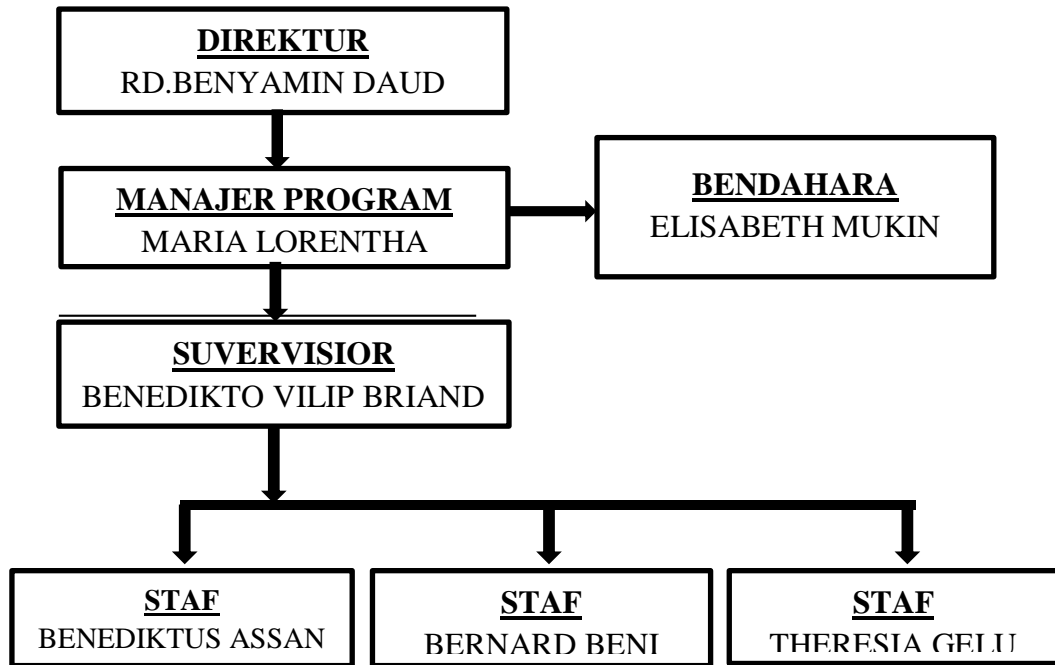 DIREKTUR
RD.BENYAMIN DAUD
MANAJER PROGRAM
MARIA LORENTHA
BENDAHARA
ELISABETH MUKIN
SUVERVISIOR
BENEDIKTO VILIP BRIAND
STAF
BENEDIKTUS ASSAN
STAF
BERNARD BENI
STAF
THERESIA GELU